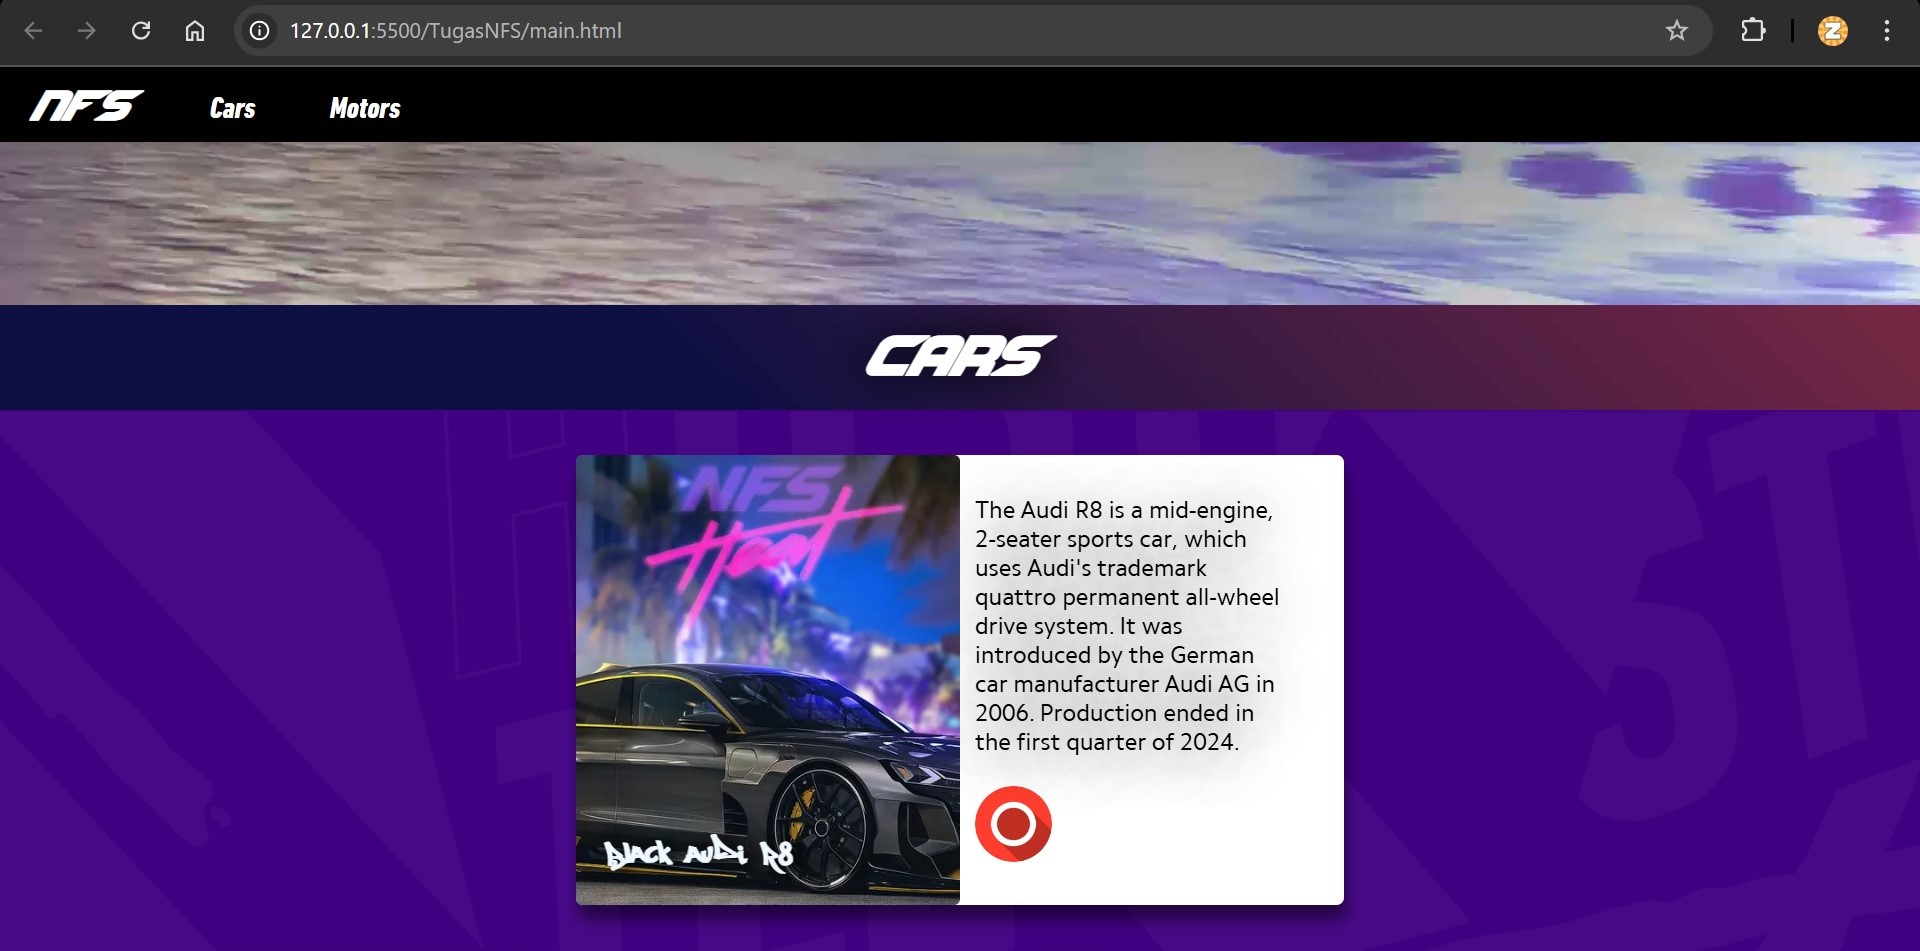 127.0.0.1:5500/TugasNFS/main.html
Z
NFS
Cars
Motors
CARS
NFS
Heat
BLACK AUDI R8
The Audi R8 is a mid-engine,
2-seater sports car, which
uses Audi's trademark
quattro permanent all-wheel
drive system. It was
introduced by the German
car manufacturer Audi AG in
2006. Production ended in
the first quarter of 2024.